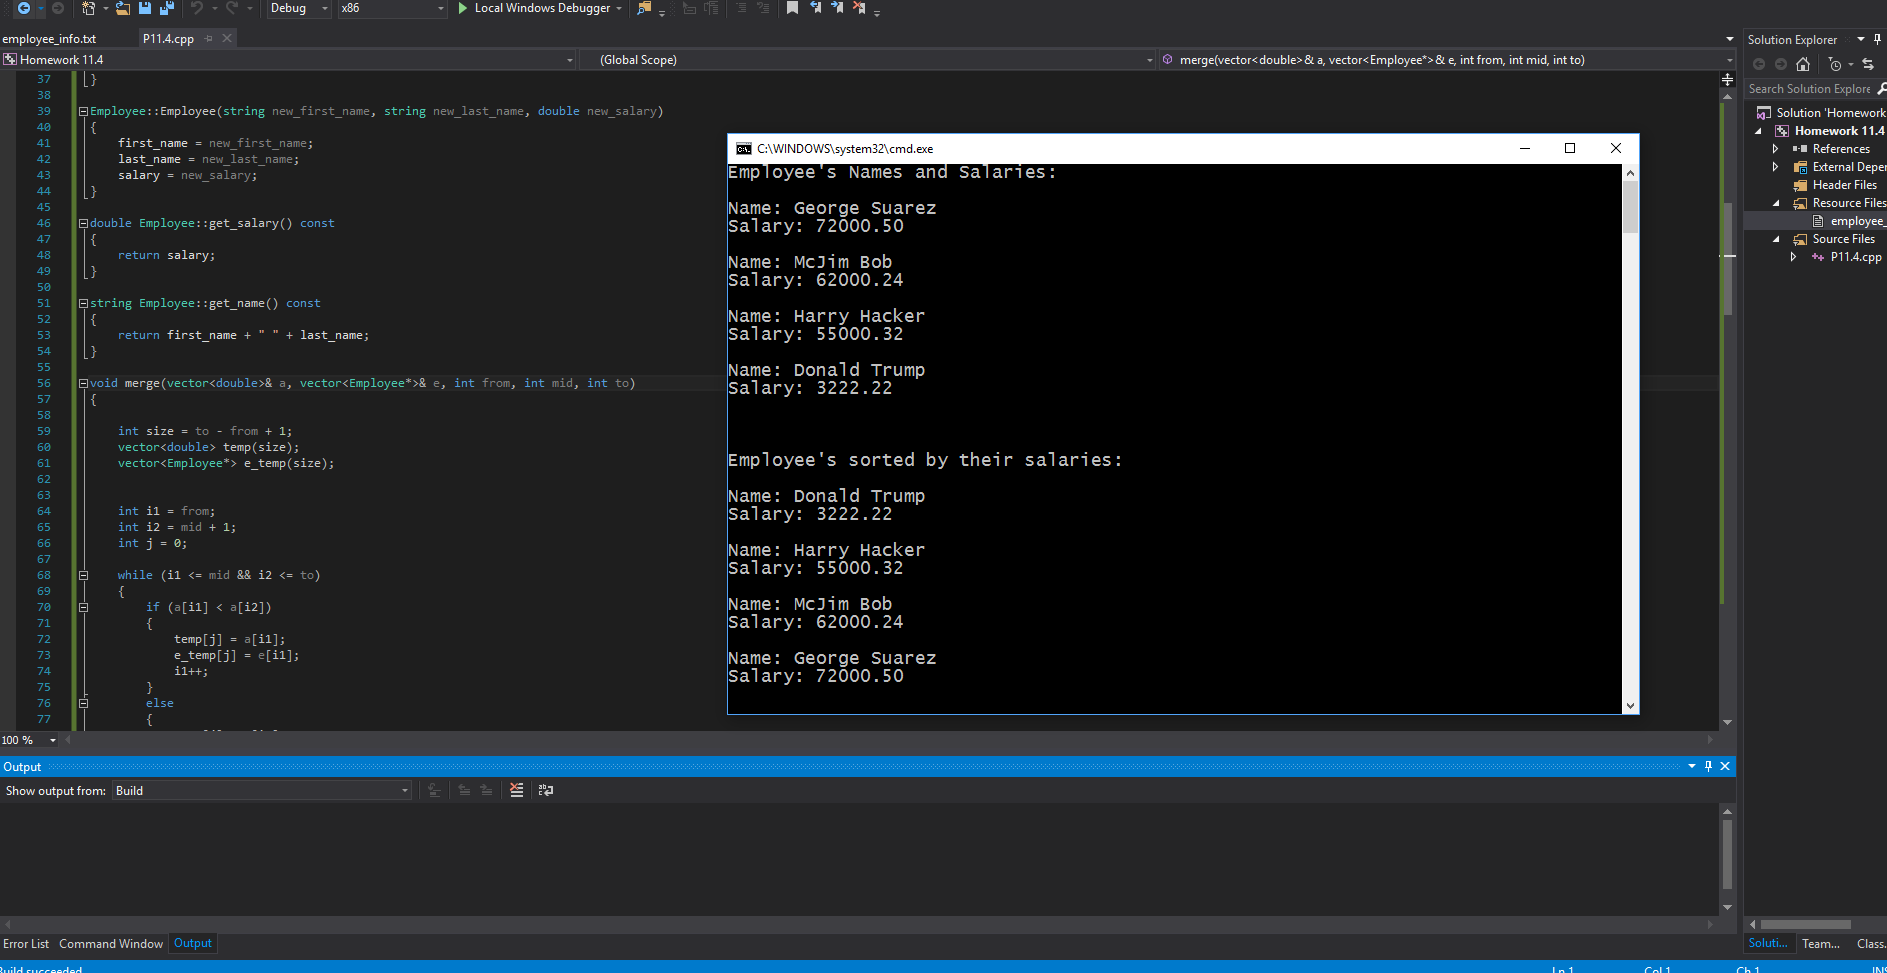 Debug
x86
Local Windows Debugger
employee_info.txt
P11.4.cpp
Homework 11.4
(Global Scope)
merge(vector<double> & a, vector<Employee*> & e, int from, int mid, int to)
37 }
38
39 Employee::Employee(string new_first_name, string new_last_name, double new_salary)
40 {
41 first_name = new_first_name;
42 last_name = new_last_name;
43 salary = new_salary;
44 }
45
46 double Employee::get_salary() const
47 {
48 return salary;
49 }
50
51 string Employee::get_name() const
52 {
53 return first_name + " " + last_name;
54 }
55
56 void merge(vector<double>& a, vector<Employee*>& e, int from, int mid, int to)
57 {
58
59 int size = to - from + 1;
60 vector<double> temp(size);
61 vector<Employee*> e_temp(size);
62
63
64 int i1 = from;
65 int i2 = mid + 1;
66 int j = 0;
67
68 while (i1 <= mid && i2 <= to)
69 {
70 if (a[i1] < a[i2])
71 {
72 temp[j] = a[i1];
73 e_temp[j] = e[i1];
74 i1++;
75 }
76 else
77 {
100 %
C:\WINDOWS\system32\cmd.exe
Employee's Names and Salaries:
Name: George Suarez
Salary: 72000.50
Name: McJim Bob
Salary: 62000.24
Name: Harry Hacker
Salary: 55000.32
Name: Donald Trump
Salary: 3222.22
Employee's sorted by their salaries:
Name: Donald Trump
Salary: 3222.22
Name: Harry Hacker
Salary: 55000.32
Name: McJim Bob
Salary: 62000.24
Name: George Suarez
Salary: 72000.50
Solution Explorer
Search Solution Explore
Solution 'Homework
Homework 11.4
References
External Deper
Header Files
Resource Files
employee_
Source Files
P11.4.cpp
Output
Show output from: Build
Error List Command Window Output
Soluti... Team... Class.
Build succeeded
Ln 1 Col 1 Ch 1 INS